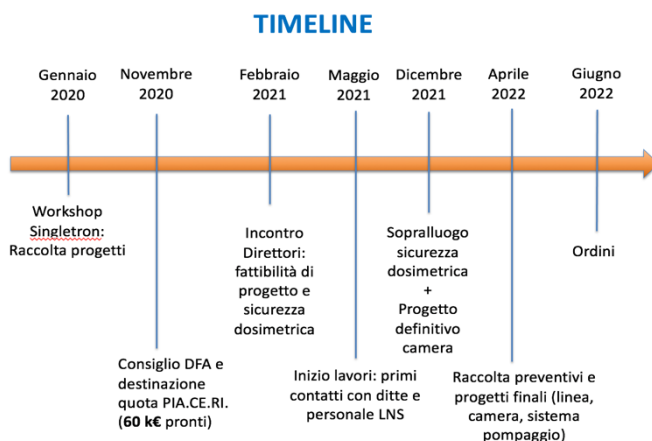 TIMELINE
Gennaio
2020
Novembre
2020
Febbraio
2021
Maggio
2021
Dicembre
2021
Aprile
2022
Giugno
2022
Workshop
Singletron:
Raccolta progetti
Consiglio DFA e
destinazione
quota PIA.CE.RI.
(60 k€ pronti)
Incontro
Direttori:
fattibilità di
progetto e
sicurezza
dosimetrica
Inizio lavori: primi
contatti con ditte e
personale LNS
Sopralluogo
sicurezza
dosimetrica
+
Progetto
definitivo
camera
Raccolta preventivi e
progetti finali (linea,
camera, sistema
pompaggio)
Ordini